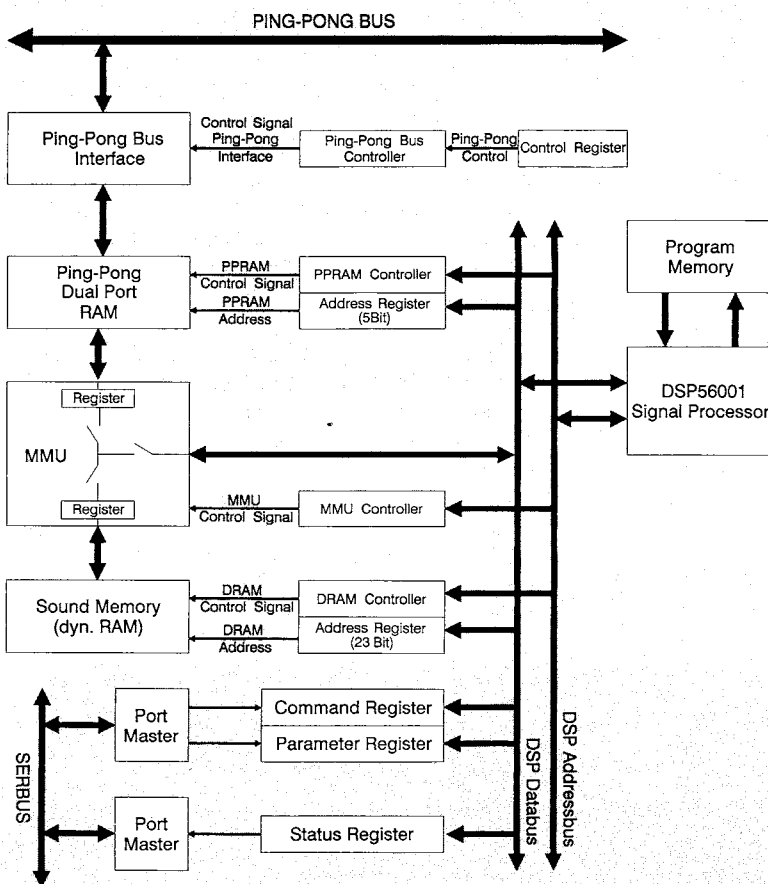 PING-PONG BUS
Ping-Pong Bus
Interface
Control Signal
Ping-Pong
Interface
Ping-Pong Bus
Controller
Ping-Pong
Control
Control Register
Ping-Pong
Dual Port
RAM
PPRAM
Control Signal
PPRAM
Address
PPRAM Controller
Address Register
(5Bit)
Program
Memory
DSP56001
Signal Processor
Register
MMU
Register
MMU
Control Signal
MMU Controller
Sound Memory
(dyn. RAM)
DRAM
Control Signal
DRAM
Address
DRAM Controller
Address Register
(23 Bit)
SERBUS
Port
Master
Command Register
Parameter Register
Port
Master
Status Register
DSP Databus
DSP Addressbus